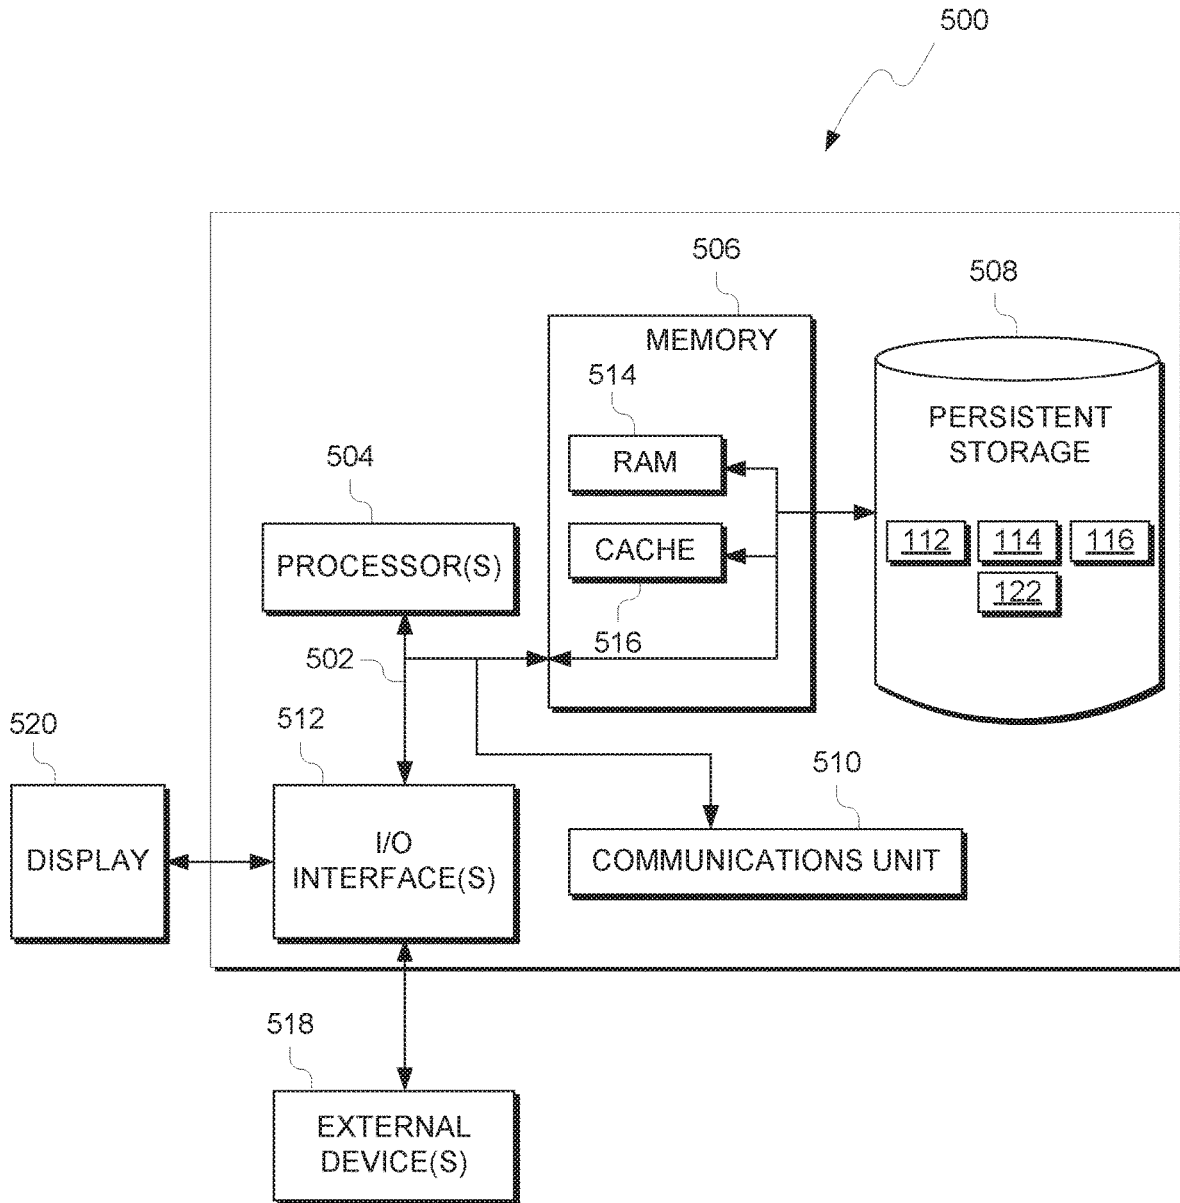 500
506
508
MEMORY
514
PERSISTENT
STORAGE
RAM
504
112
114
116
CACHE
PROCESSOR(S)
122
516
502
520
512
510
DISPLAY
I/O
INTERFACE(S)
COMMUNICATIONS UNIT
518
EXTERNAL
DEVICE(S)